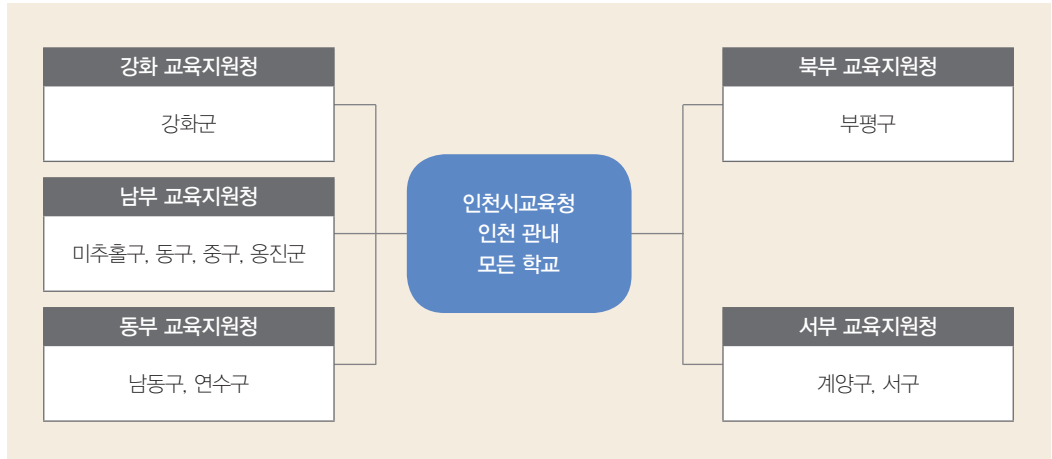 강화 교육지원청
강화군
남부 교육지원청
미추홀구, 동구, 중구, 옹진군
동부 교육지원청
남동구, 연수구
인천시교육청
인천 관내
모든 학교
북부 교육지원청
부평구
서부 교육지원청
계양구, 서구